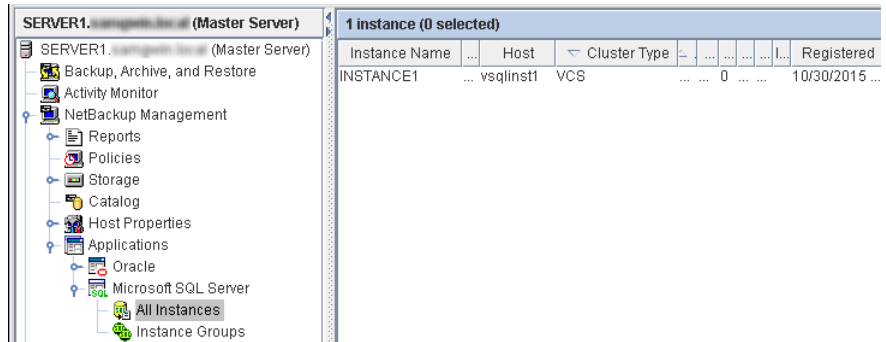 SERVER1. (Master Server)
SERVER1. (Master Server)
Backup, Archive, and Restore
Activity Monitor
NetBackup Management
Reports
Policies
Storage
Catalog
Host Properties
Applications
Oracle
Microsoft SQL Server
All Instances
Instance Groups
1 instance (0 selected)
Instance Name ... Host Cluster Type ... ... ... ... I... Registered
INSTANCE1 ... vsqlinst1 VCS ... ... 0 ... ... 10/30/2015 ...